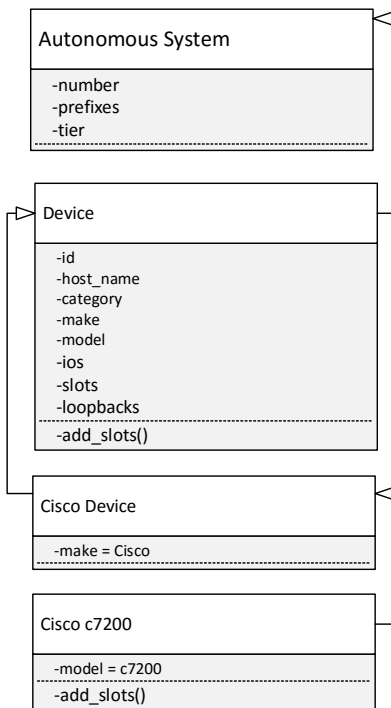 Autonomous System
-number
-prefixes
-tier
Device
-id
-host_name
-category
-make
-model
-ios
-slots
-loopbacks
-add_slots()
Cisco Device
-make = Cisco
Cisco c7200
-model = c7200
-add_slots()